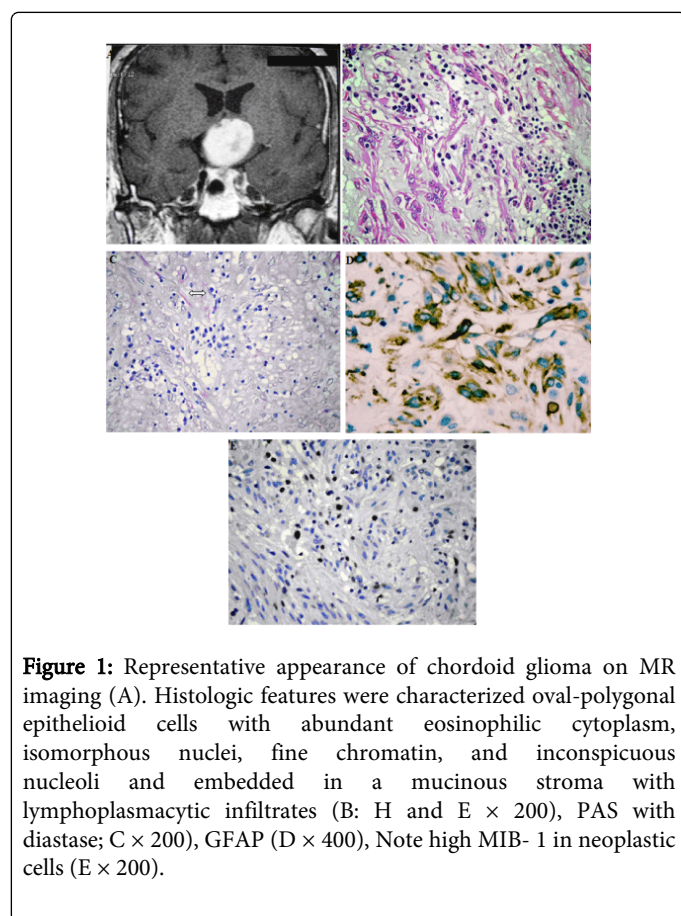 A
B
C
D
E
Figure 1: Representative appearance of chordoid glioma on MR
imaging (A). Histologic features were characterized oval-polygonal
epithelioid cells with abundant eosinophilic cytoplasm,
isomorphous nuclei, fine chromatin, and inconspicuous
nucleoli and embedded in a mucinous stroma with
lymphoplasmacytic infiltrates (B: H and E × 200), PAS with
diastase; C × 200), GFAP (D × 400), Note high MIB- 1 in neoplastic
cells (E × 200).